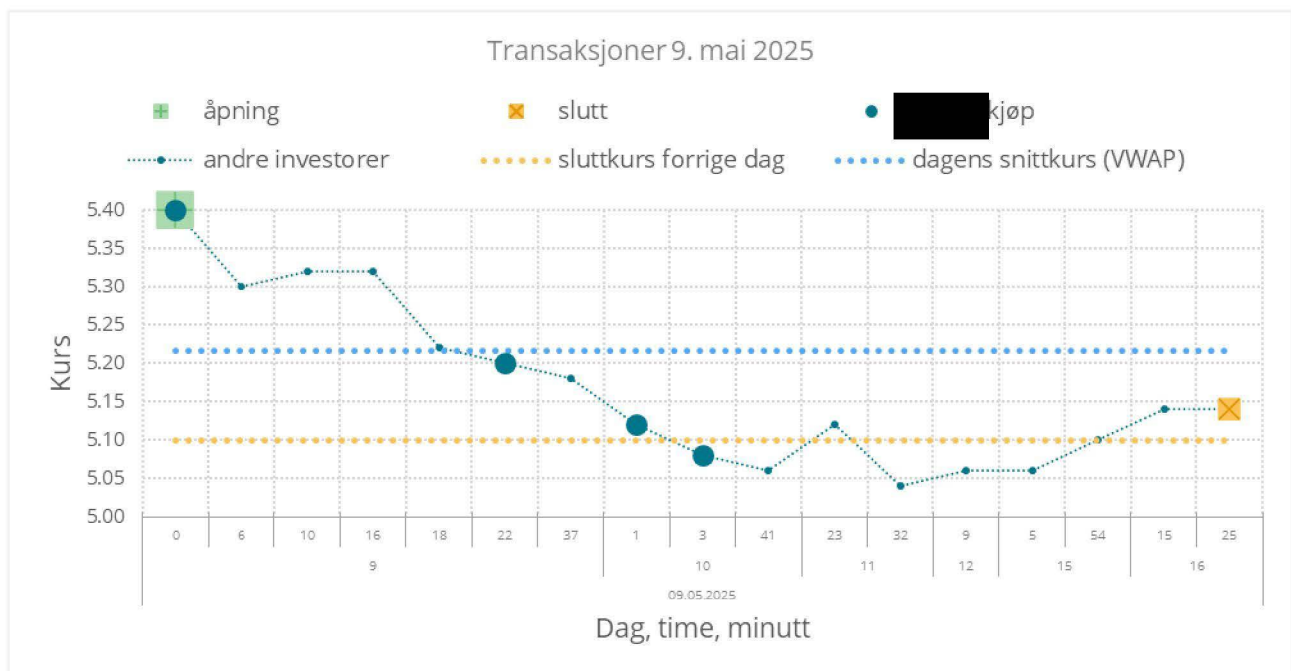 Transaksjoner 9. mai 2025
åpning slutt kjøp
andre investorer sluttkurs forrige dag dagens snittkurs (VWAP)
5.40
5.35
5.30
5.25
5.20
5.15
5.10
5.05
5.00
Kurs
0 6 10 16 18 22 37 1 3 41 23 32 9 5 54 15 25
9 10 11 12 15 16
09.05.2025
Dag, time, minutt